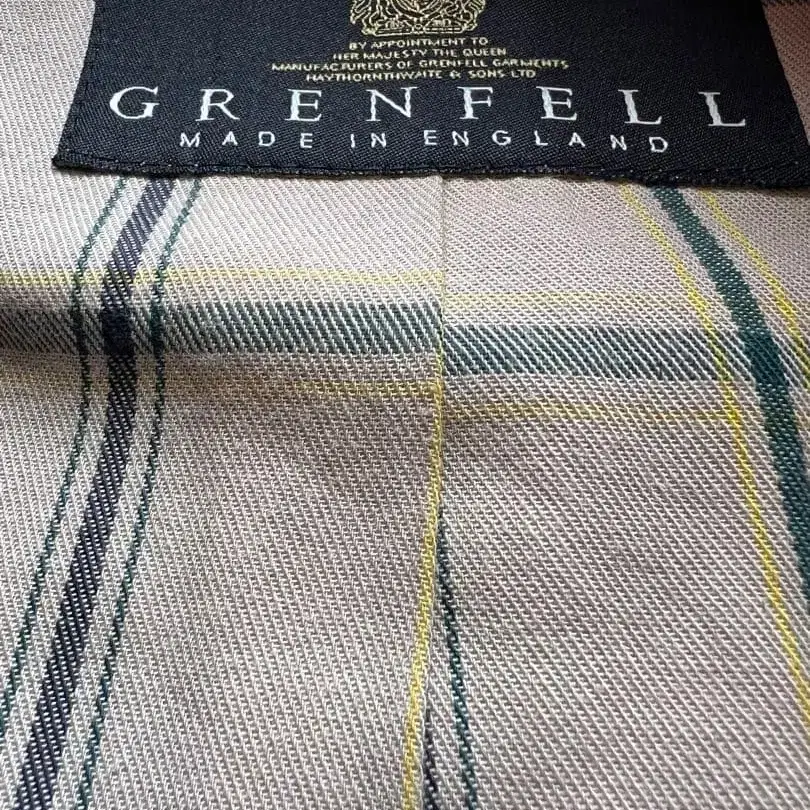 BY APPOINTMENT TO
HER MAJESTY THE QUEEN
MANUFACTURERS OF GRENFELL GARMENTS
HAYTHORNTHWAITE & SONS LTD
GRENFELL
MADE IN ENGLAND